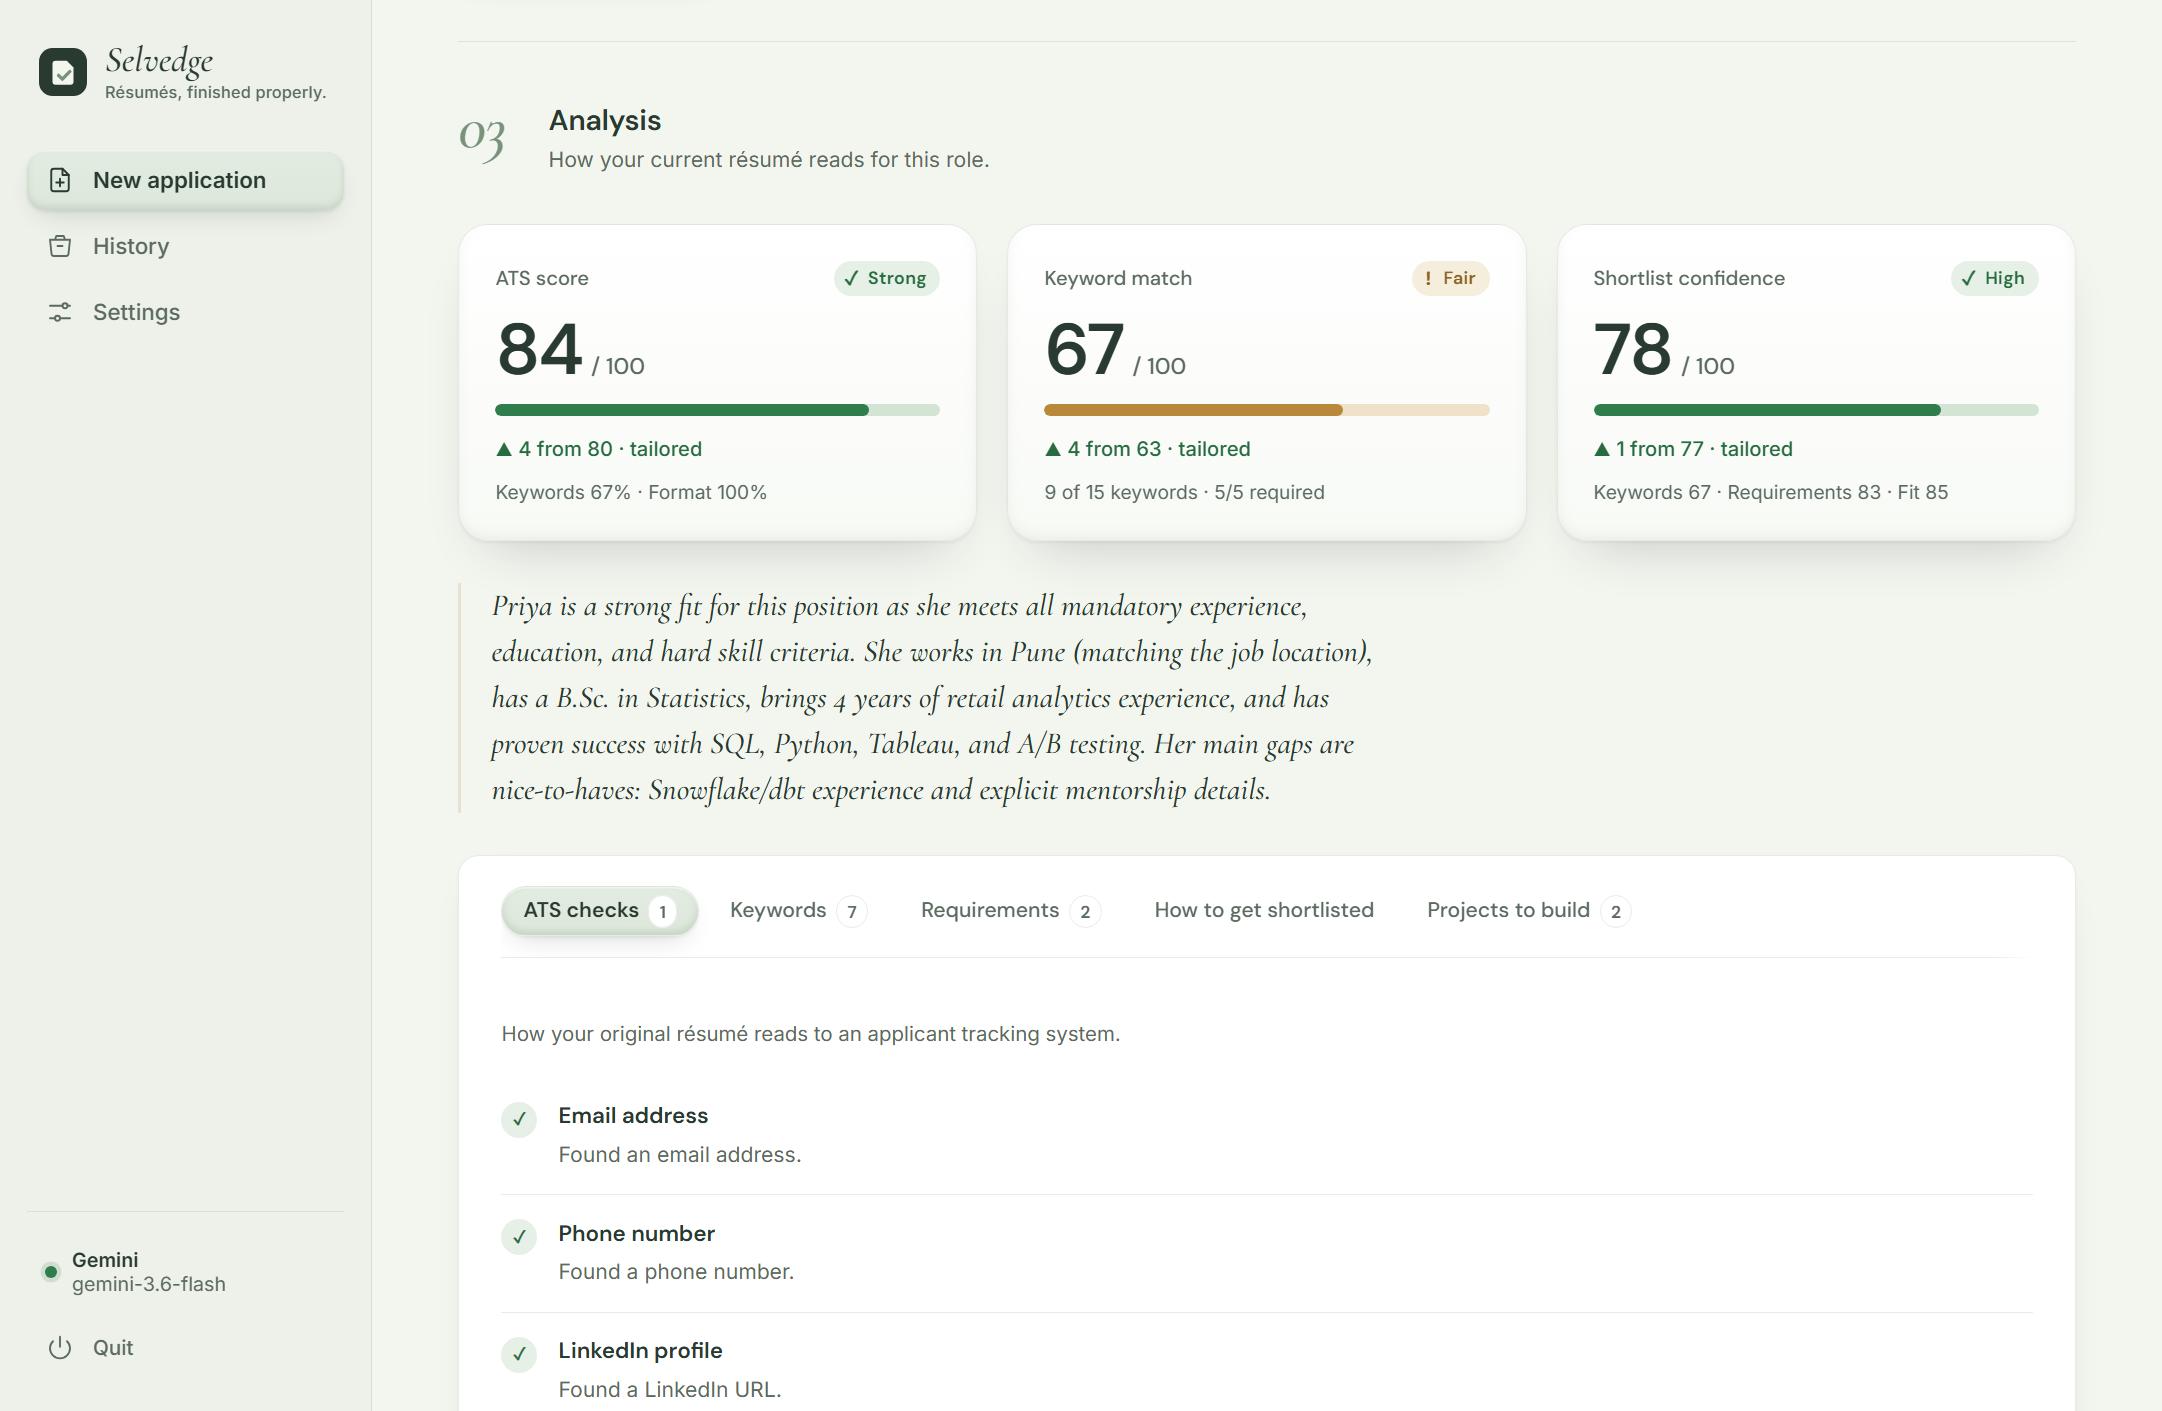 Selvedge
Résumés, finished properly.
New application
History
Settings
Gemini
gemini-3.6-flash
Quit
03
Analysis
How your current résumé reads for this role.
ATS score
✓ Strong
84 / 100
▲ 4 from 80 · tailored
Keywords 67% · Format 100%
Keyword match
! Fair
67 / 100
▲ 4 from 63 · tailored
9 of 15 keywords · 5/5 required
Shortlist confidence
✓ High
78 / 100
▲ 1 from 77 · tailored
Keywords 67 · Requirements 83 · Fit 85
Priya is a strong fit for this position as she meets all mandatory experience,
education, and hard skill criteria. She works in Pune (matching the job location),
has a B.Sc. in Statistics, brings 4 years of retail analytics experience, and has
proven success with SQL, Python, Tableau, and A/B testing. Her main gaps are
nice-to-haves: Snowflake/dbt experience and explicit mentorship details.
ATS checks 1
Keywords 7
Requirements 2
How to get shortlisted
Projects to build 2
How your original résumé reads to an applicant tracking system.
✓ Email address
Found an email address.
✓ Phone number
Found a phone number.
✓ LinkedIn profile
Found a LinkedIn URL.